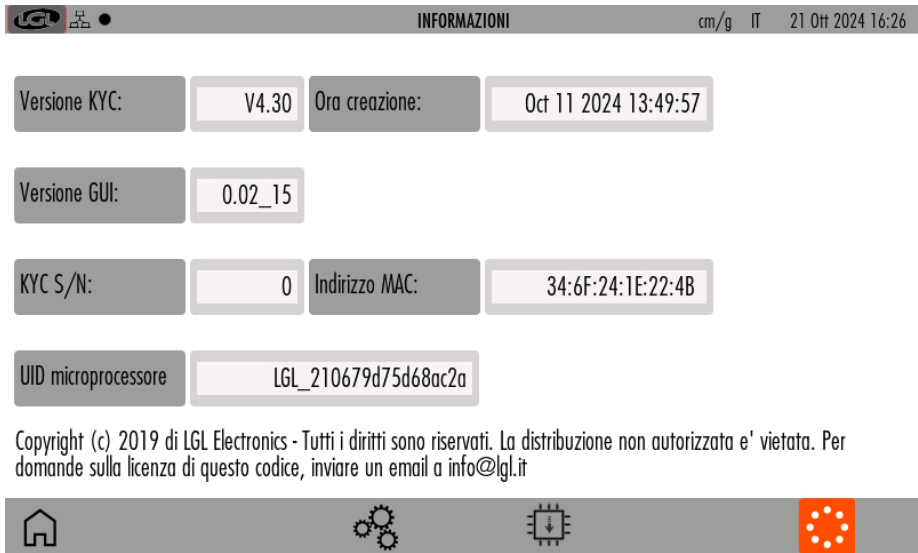 LGL INFORMAZIONI cm/g IT 21 Ott 2024 16:26
Versione KYC: V4.30 Ora creazione: Oct 11 2024 13:49:57
Versione GUI: 0.02_15
KYC S/N: 0 Indirizzo MAC: 34:6F:24:1E:22:4B
UID microprocessore LGL_210679d75d68ac2a
Copyright (c) 2019 di LGL Electronics - Tutti i diritti sono riservati. La distribuzione non autorizzata e' vietata. Per
domande sulla licenza di questo codice, inviare un email a info@lgl.it